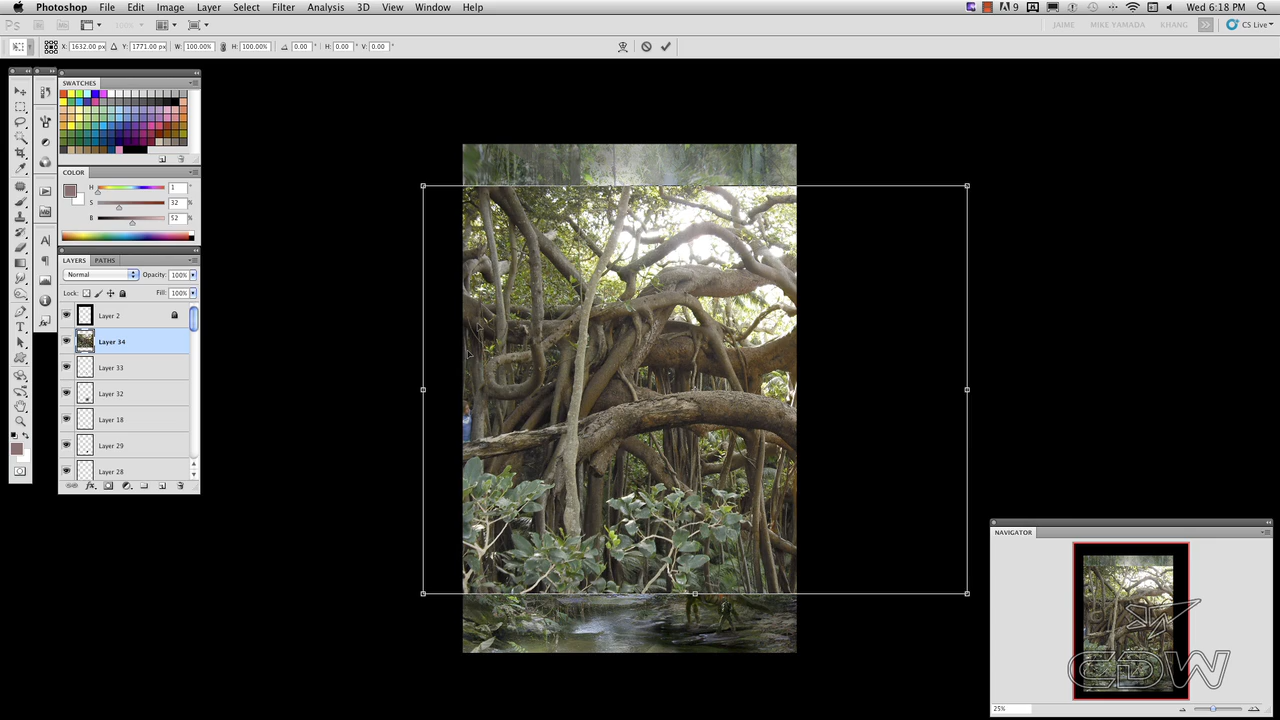 Photoshop File Edit Image Layer Select Filter Analysis 3D View Window Help 9 Wed 6:18 PM
Ps JAIME MIKE YAMADA KHANG >> CS Live
X: 1632.00 px Y: 1771.00 px W: 100.00% H: 100.00% 0.00 ° H: 0.00 ° V: 0.00 °
SWATCHES
COLOR
H 1 °
S 32 %
B 52 %
LAYERS PATHS
Normal Opacity: 100%
Lock: Fill: 100%
Layer 2
Layer 34
Layer 33
Layer 32
Layer 18
Layer 29
Layer 28
NAVIGATOR
CDW
25%